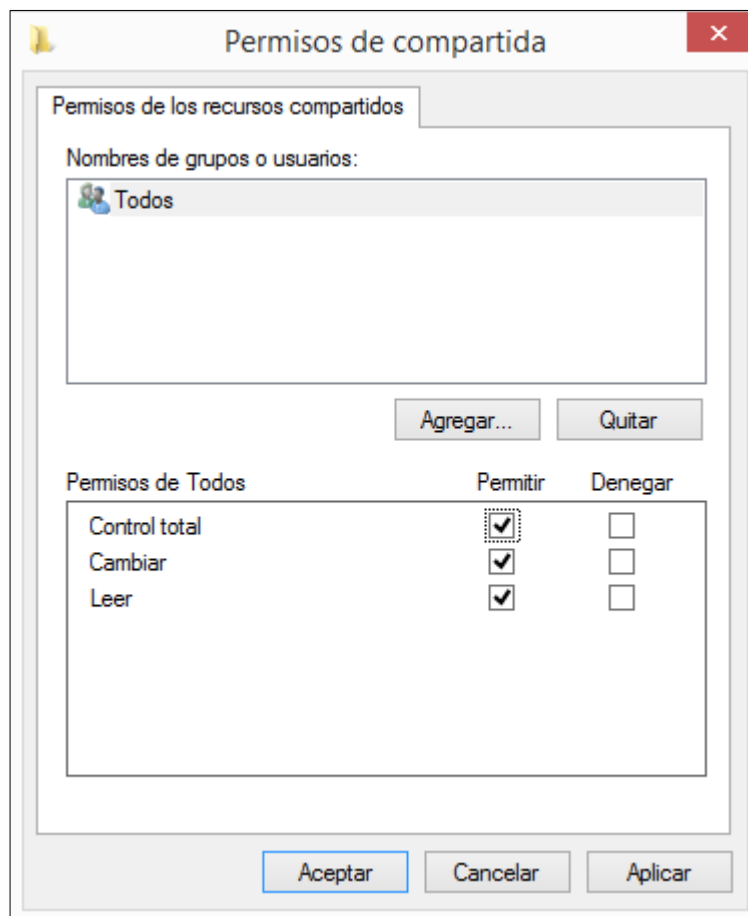 Permisos de compartida
Permisos de los recursos compartidos
Nombres de grupos o usuarios:
Todos
Agregar... Quitar
Permisos de Todos Permitir Denegar
Control total
Cambiar
Leer
Aceptar Cancelar Aplicar